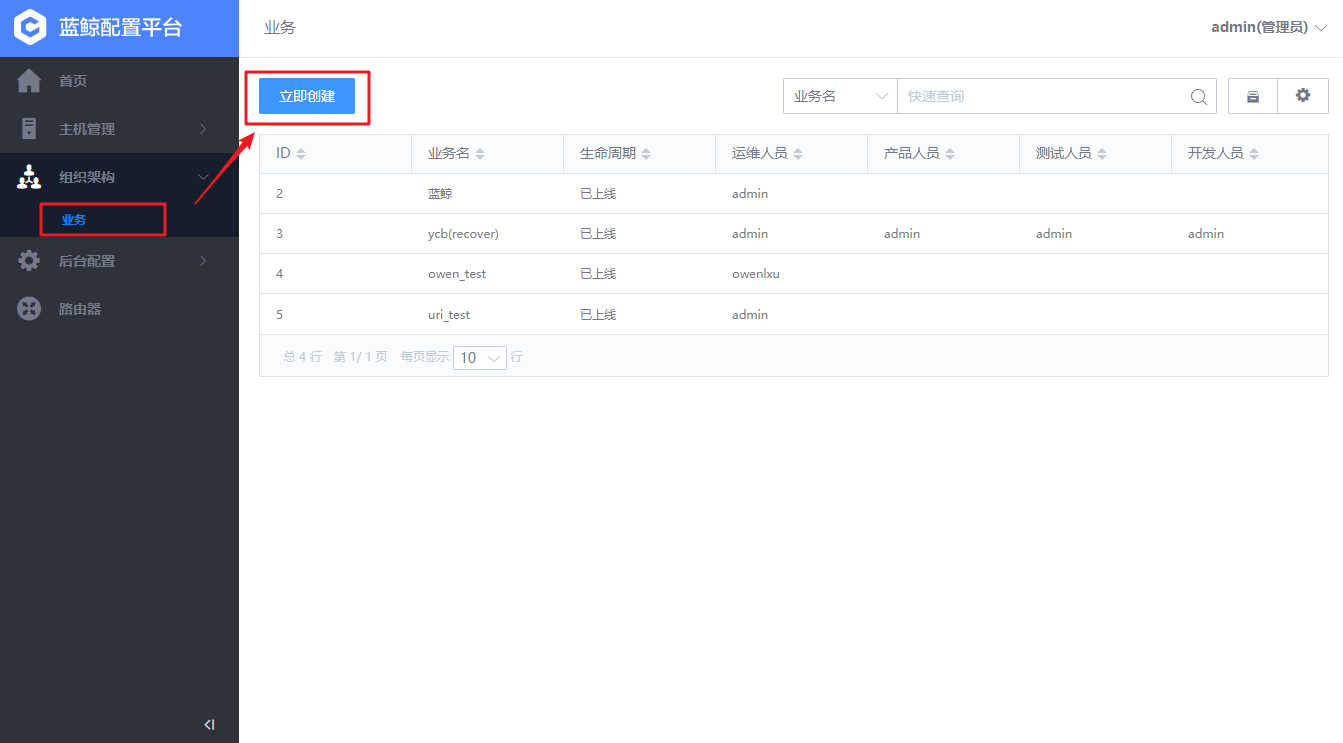 蓝鲸配置平台
业务
admin(管理员)
首页
主机管理
组织架构
业务
后台配置
路由器
立即创建
业务名 快速查询
ID 业务名 生命周期 运维人员 产品人员 测试人员 开发人员
2 蓝鲸 已上线 admin
3 ycb(recover) 已上线 admin admin admin admin
4 owen_test 已上线 owenlxu
5 uri_test 已上线 admin
总 4 行 第 1/ 1 页 每页显示 10 行